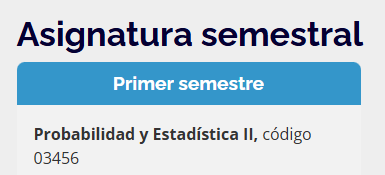 Asignatura semestral
Primer semestre
Probabilidad y Estadística II, código
03456